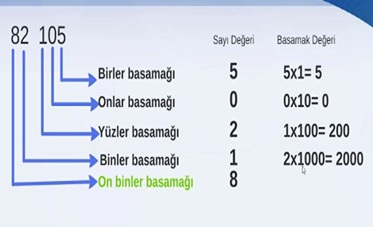 82 105
Sayı Değeri Basamak Değeri
Birler basamağı 5 5x1= 5
Onlar basamağı 0 0x10= 0
Yüzler basamağı 2 1x100= 200
Binler basamağı 1 2x1000= 2000
On binler basamağı 8